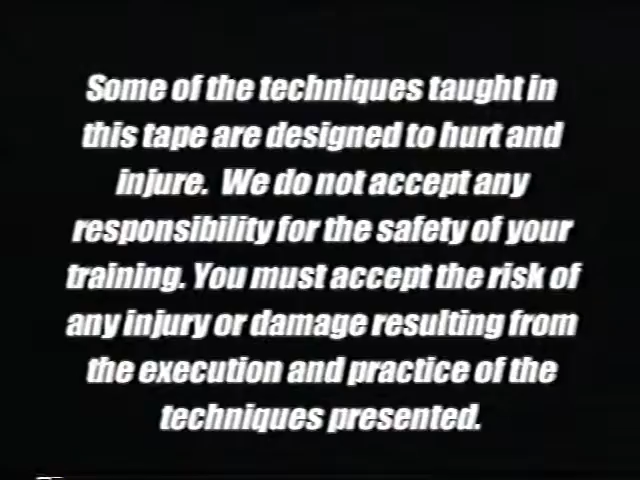 Some of the techniques taught in
this tape are designed to hurt and
injure.  We do not accept any
responsibility for the safety of your
training. You must accept the risk of
any injury or damage resulting from
the execution and practice of the
techniques presented.